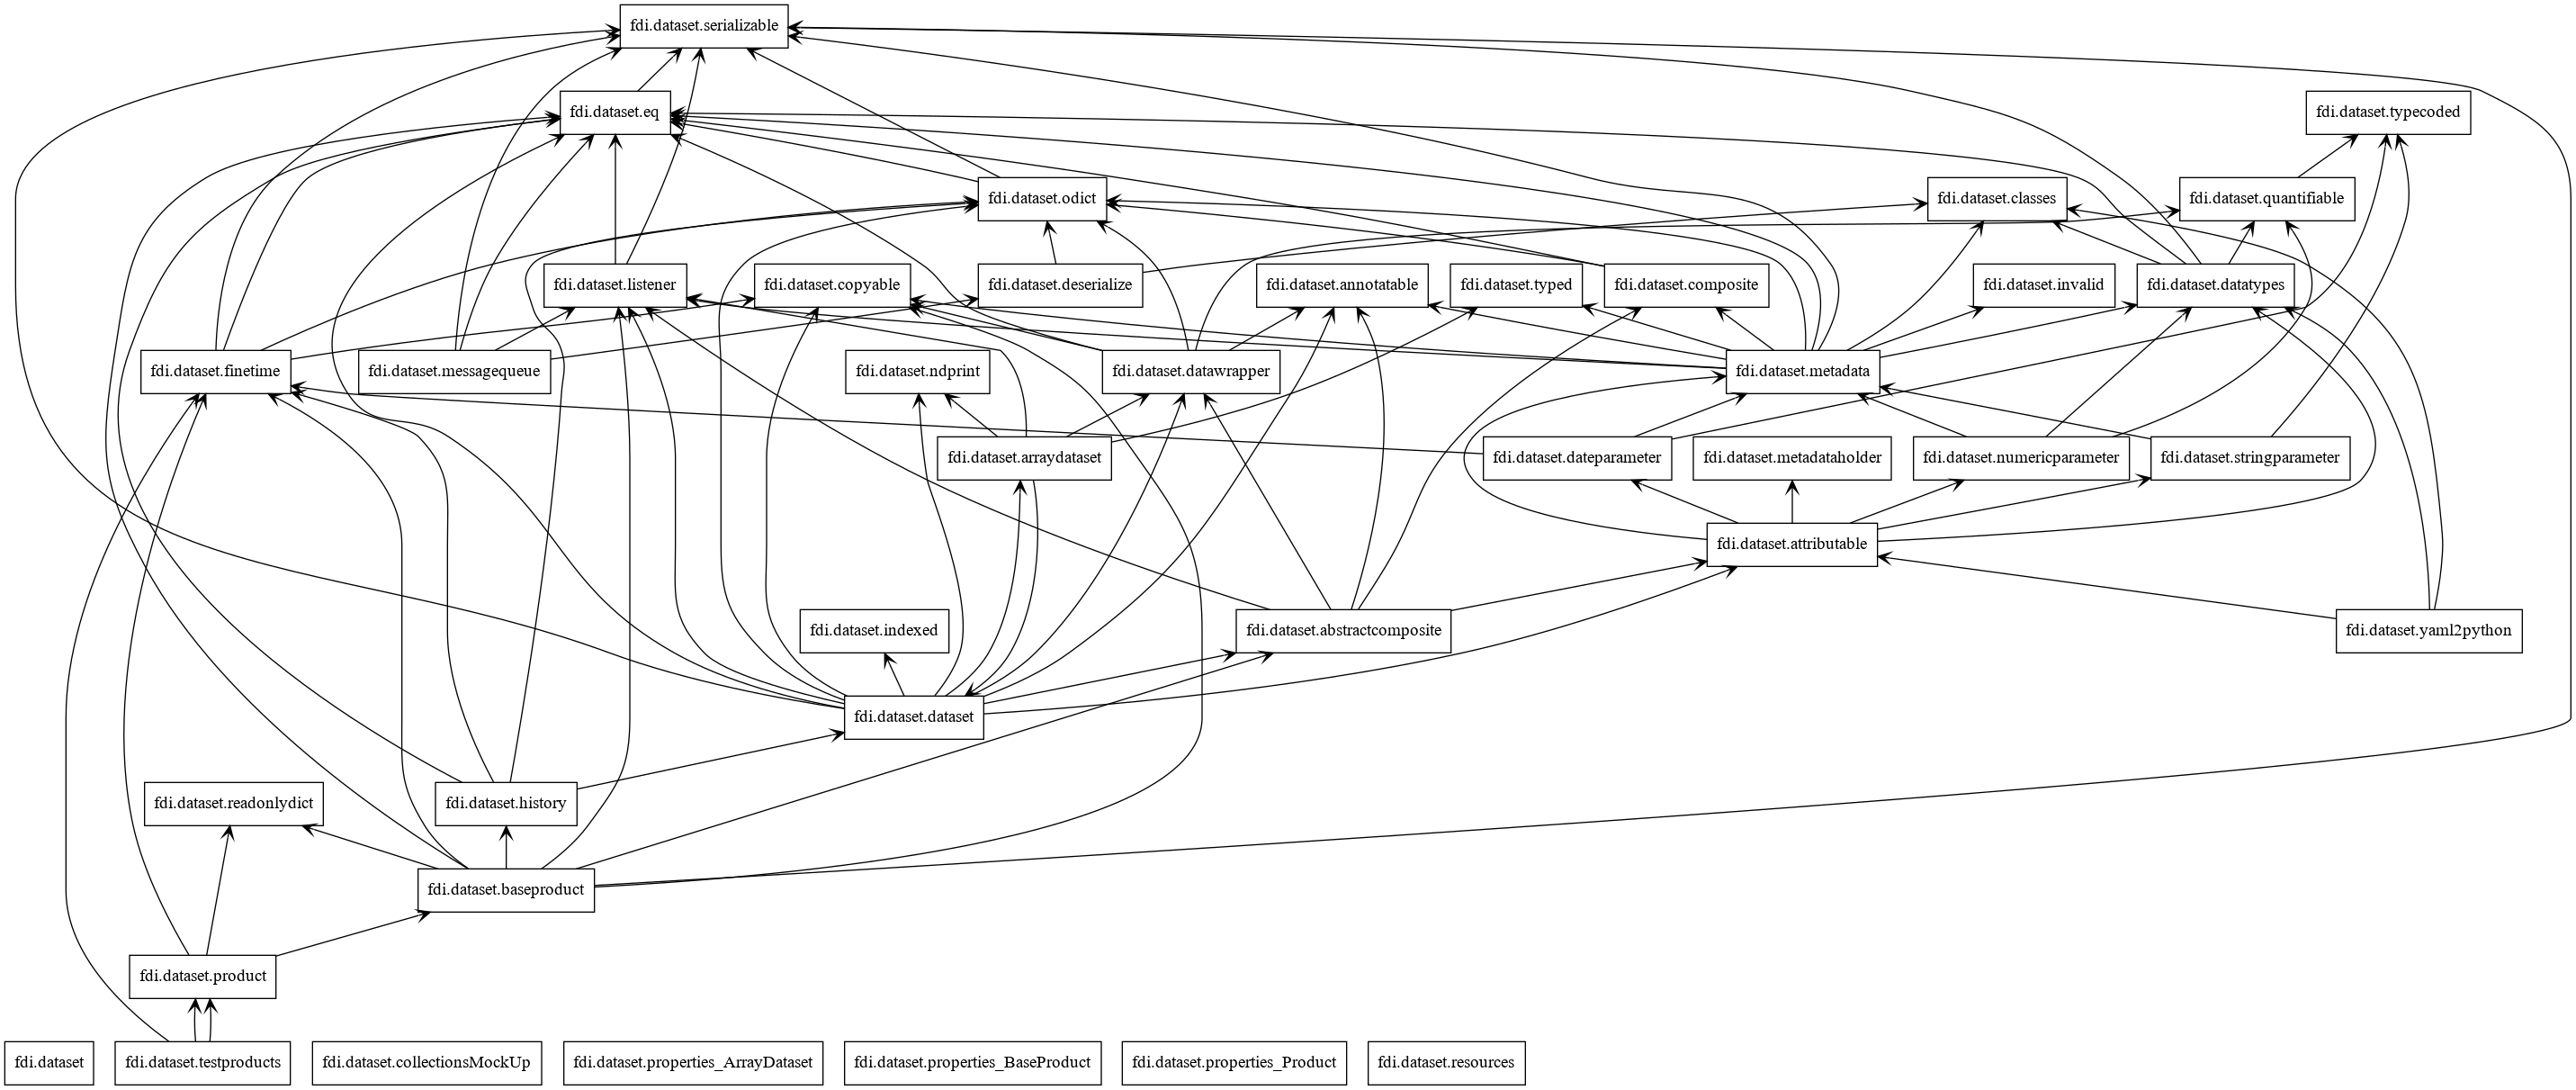 fdi.dataset.serializable
fdi.dataset.eq
fdi.dataset.typecoded
fdi.dataset.odict
fdi.dataset.classes
fdi.dataset.quantifiable
fdi.dataset.listener
fdi.dataset.copyable
fdi.dataset.deserialize
fdi.dataset.annotatable
fdi.dataset.typed
fdi.dataset.composite
fdi.dataset.invalid
fdi.dataset.datatypes
fdi.dataset.finetime
fdi.dataset.messagequeue
fdi.dataset.ndprint
fdi.dataset.datawrapper
fdi.dataset.metadata
fdi.dataset.arraydataset
fdi.dataset.dateparameter
fdi.dataset.metadataholder
fdi.dataset.numericparameter
fdi.dataset.stringparameter
fdi.dataset.attributable
fdi.dataset.indexed
fdi.dataset.abstractcomposite
fdi.dataset.yaml2python
fdi.dataset.dataset
fdi.dataset.readonlydict
fdi.dataset.history
fdi.dataset.baseproduct
fdi.dataset.product
fdi.dataset
fdi.dataset.testproducts
fdi.dataset.collectionsMockUp
fdi.dataset.properties_ArrayDataset
fdi.dataset.properties_BaseProduct
fdi.dataset.properties_Product
fdi.dataset.resources